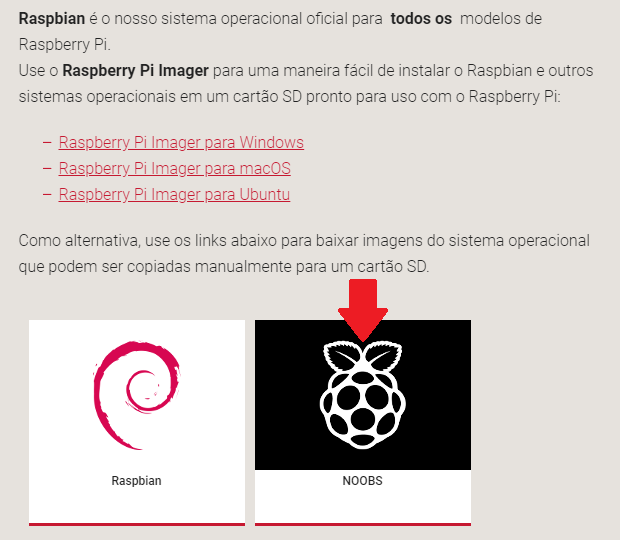 Raspbian é o nosso sistema operacional oficial para todos os modelos de
Raspberry Pi.
Use o Raspberry Pi Imager para uma maneira fácil de instalar o Raspbian e outros
sistemas operacionais em um cartão SD pronto para uso com o Raspberry Pi:
– Raspberry Pi Imager para Windows
– Raspberry Pi Imager para macOS
– Raspberry Pi Imager para Ubuntu
Como alternativa, use os links abaixo para baixar imagens do sistema operacional
que podem ser copiadas manualmente para um cartão SD.
Raspbian
NOOBS